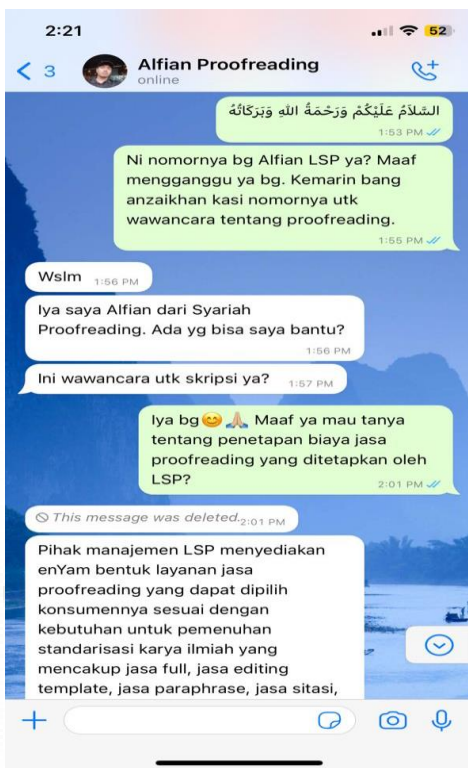 2:21
52
3
Alfian Proofreading
online
السَّلاَمُ عَلَيْكُمْ وَرَحْمَةُ اللهِ وَبَرَكَاتُهُ
1:53 PM
Ni nomornya bg Alfian LSP ya? Maaf
mengganggu ya bg. Kemarin bang
anzaikhan kasi nomornya utk
wawancara tentang proofreading.
1:55 PM
Wslm 1:56 PM
Iya saya Alfian dari Syariah
Proofreading. Ada yg bisa saya bantu?
1:56 PM
Ini wawancara utk skripsi ya? 1:57 PM
Iya bg😊🙏🏼 Maaf ya mau tanya
tentang penetapan biaya jasa
proofreading yang ditetapkan oleh
LSP?
2:01 PM
This message was deleted. 2:01 PM
Pihak manajemen LSP menyediakan
enYam bentuk layanan jasa
proofreading yang dapat dipilih
konsumennya sesuai dengan
kebutuhan untuk pemenuhan
standarisasi karya ilmiah yang
mencakup jasa full, jasa editing
template, jasa paraphrase, jasa sitasi,